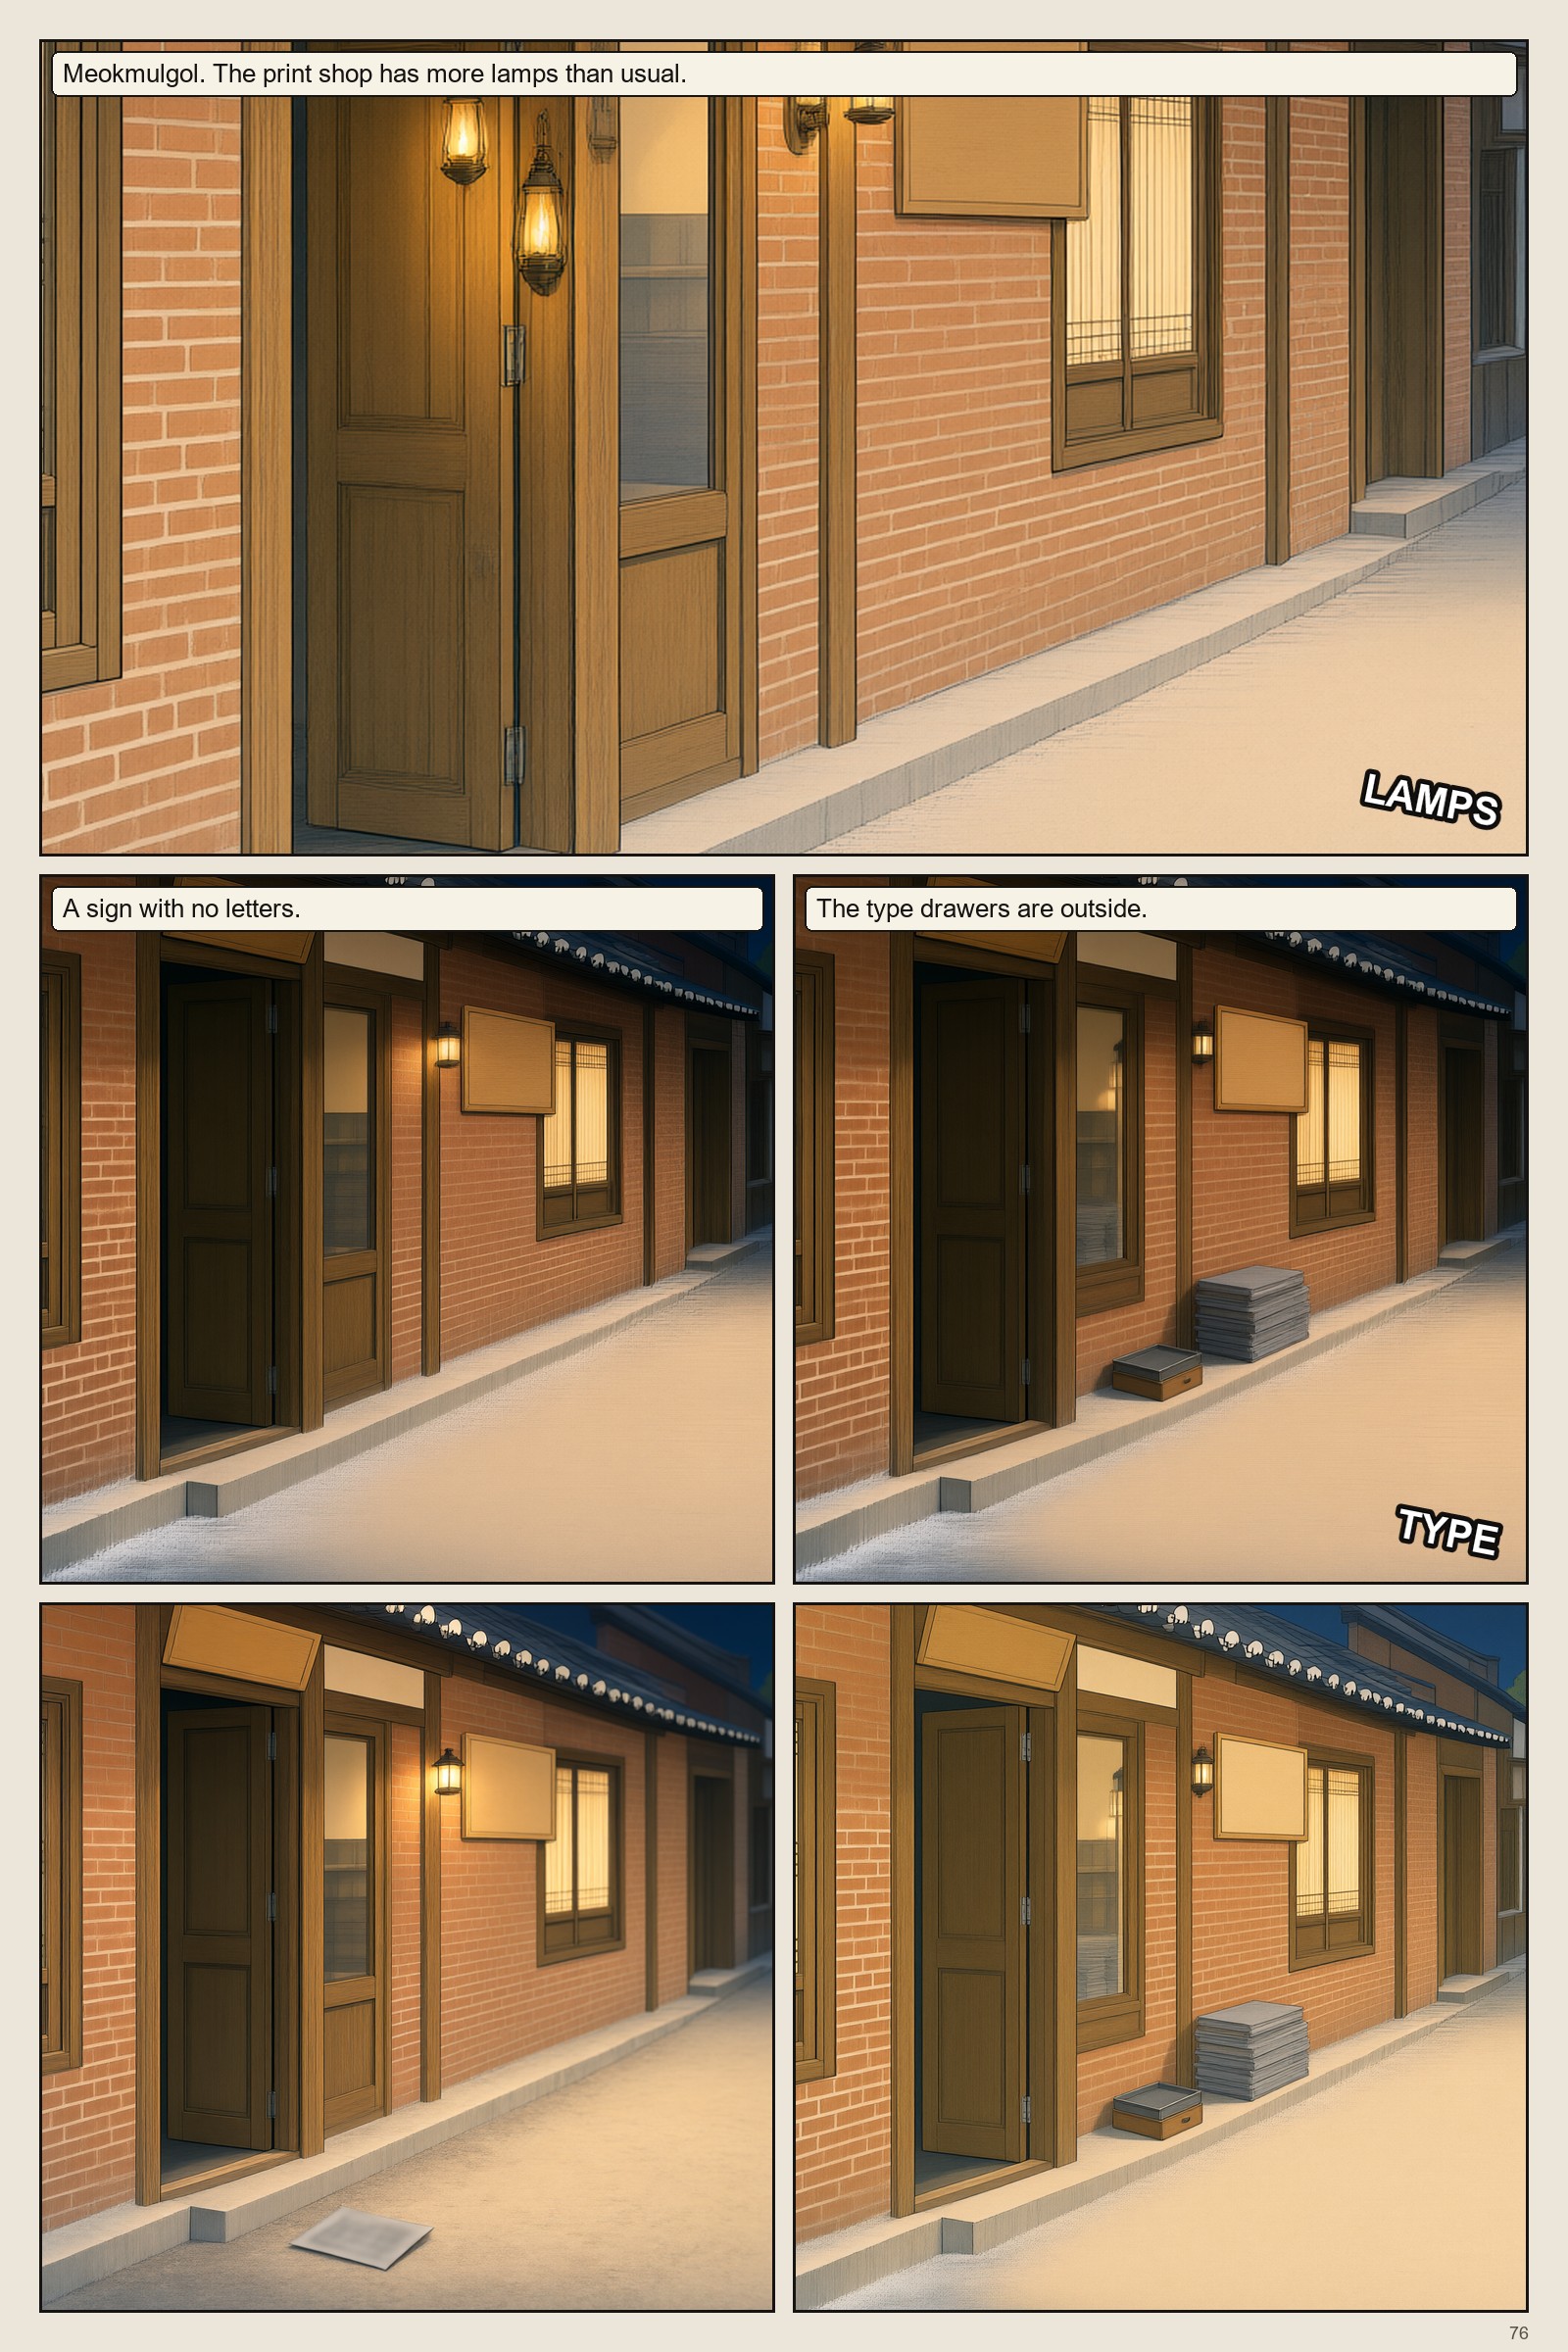 Meokmulgol. The print shop has more lamps than usual.
LAMPS
A sign with no letters.
The type drawers are outside.
TYPE
76